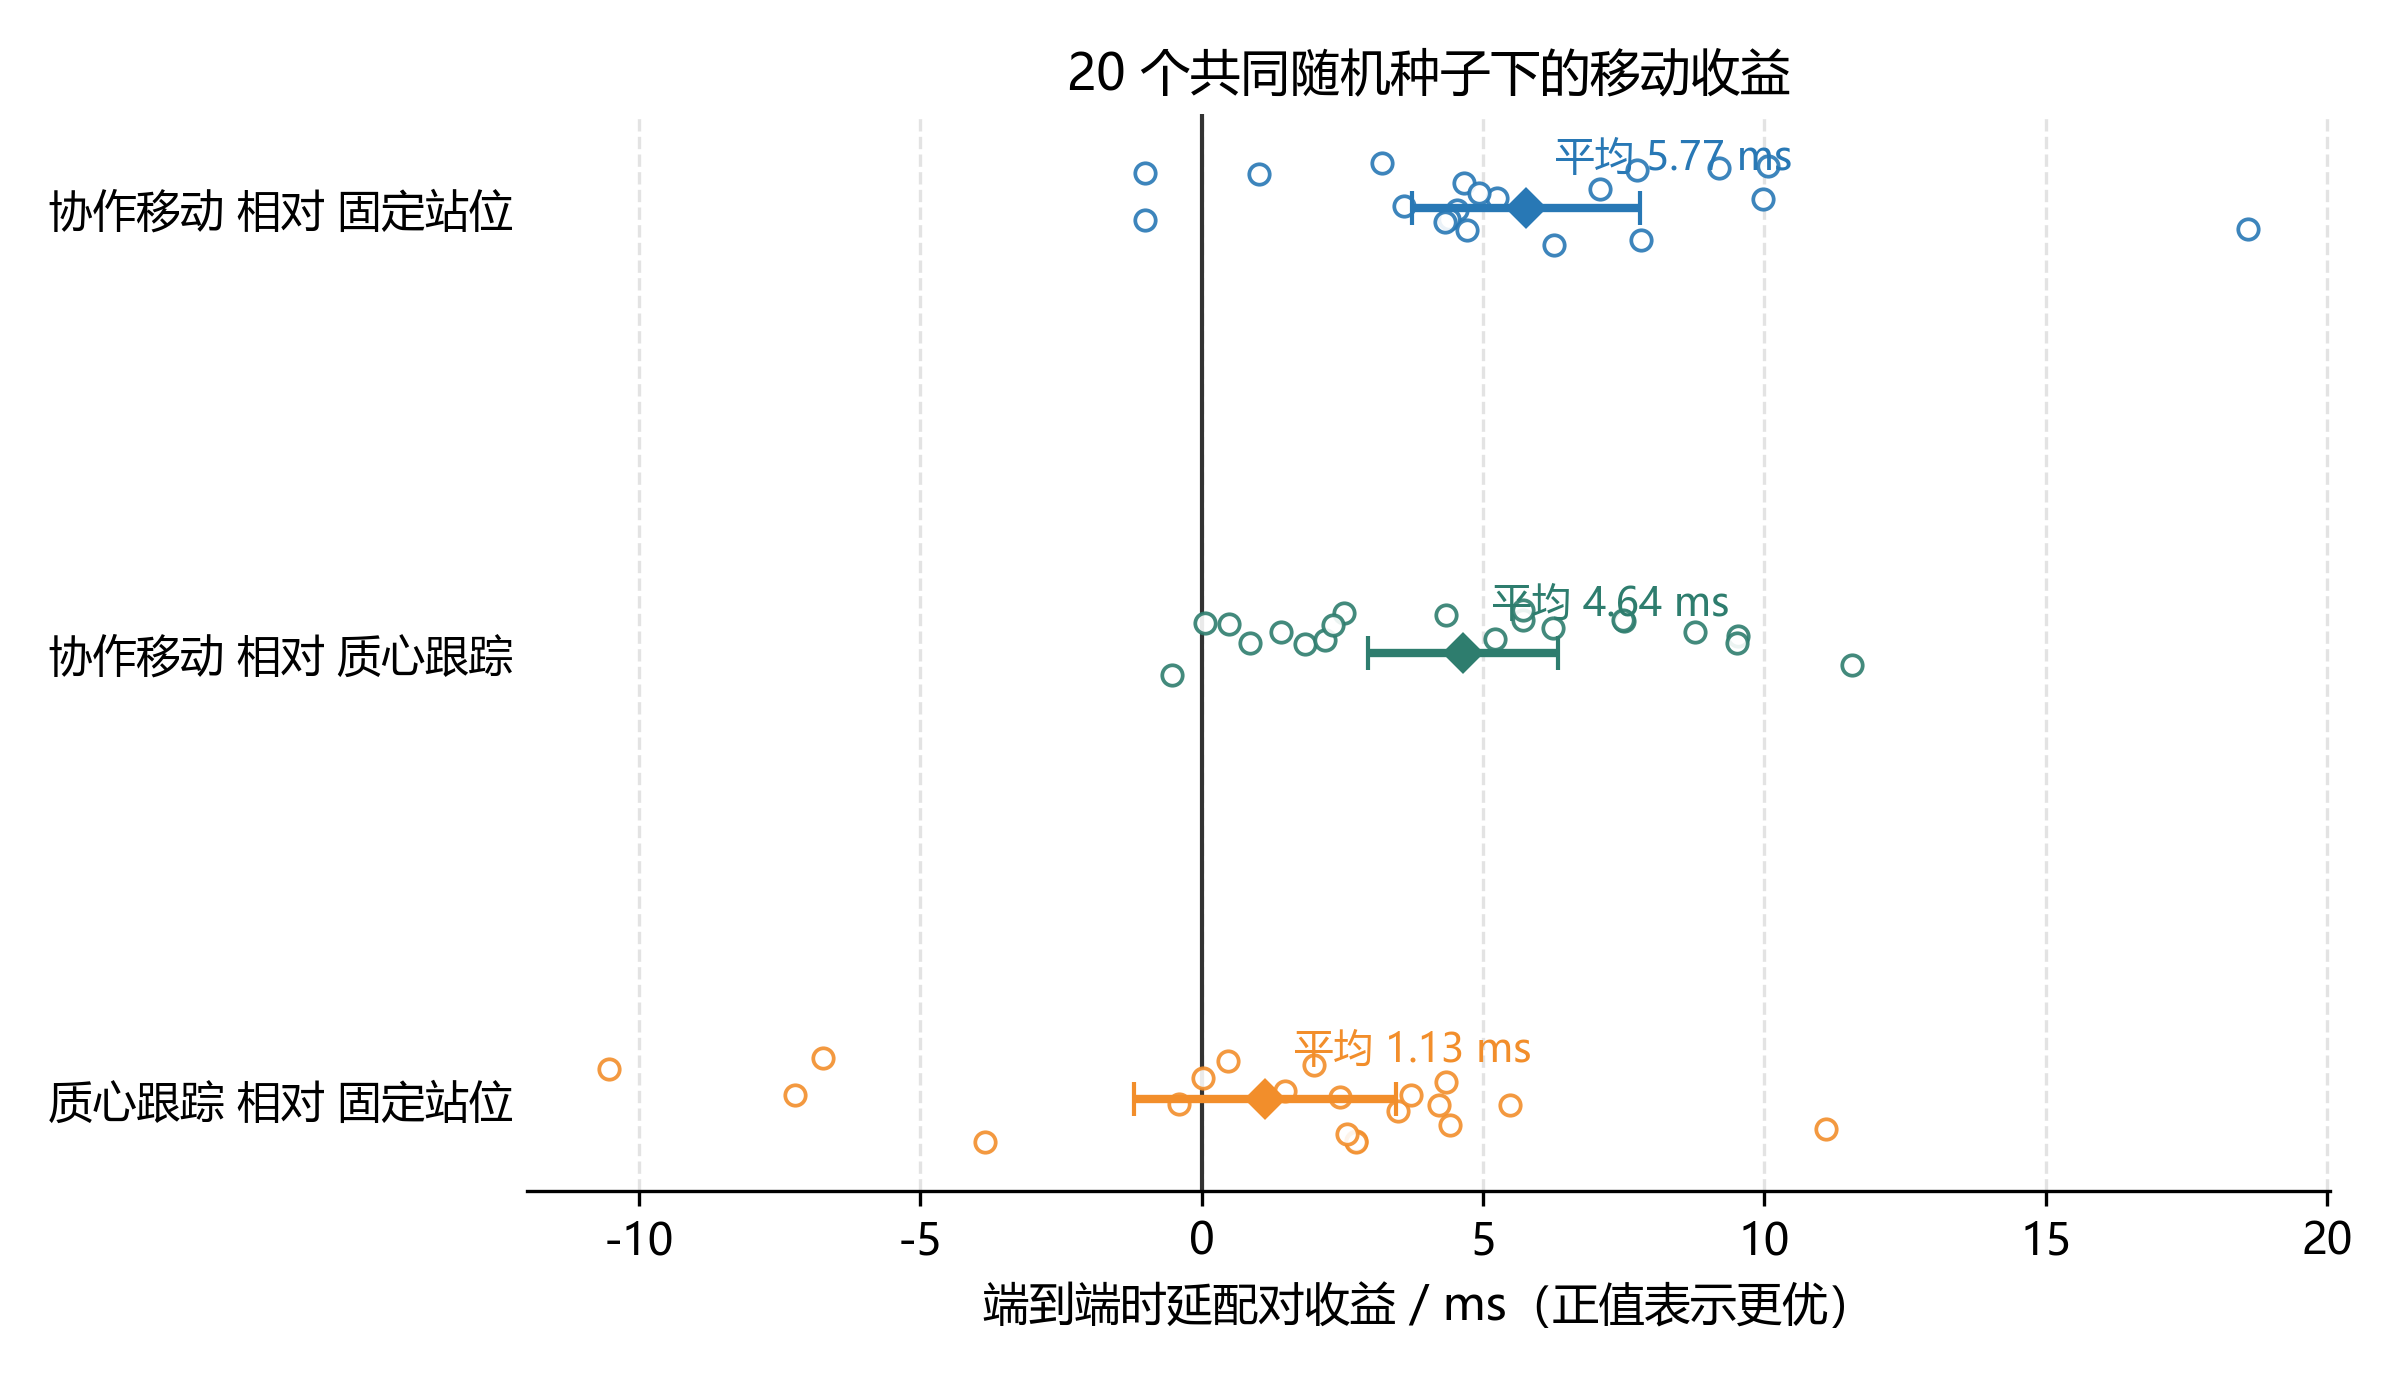 20 个共同随机种子下的移动收益
平均 5.77 ms
协作移动 相对 固定站位
平均 4.64 ms
协作移动 相对 质心跟踪
平均 1.13 ms
质心跟踪 相对 固定站位
-10 -5 0 5 10 15 20
端到端时延配对收益 / ms（正值表示更优）